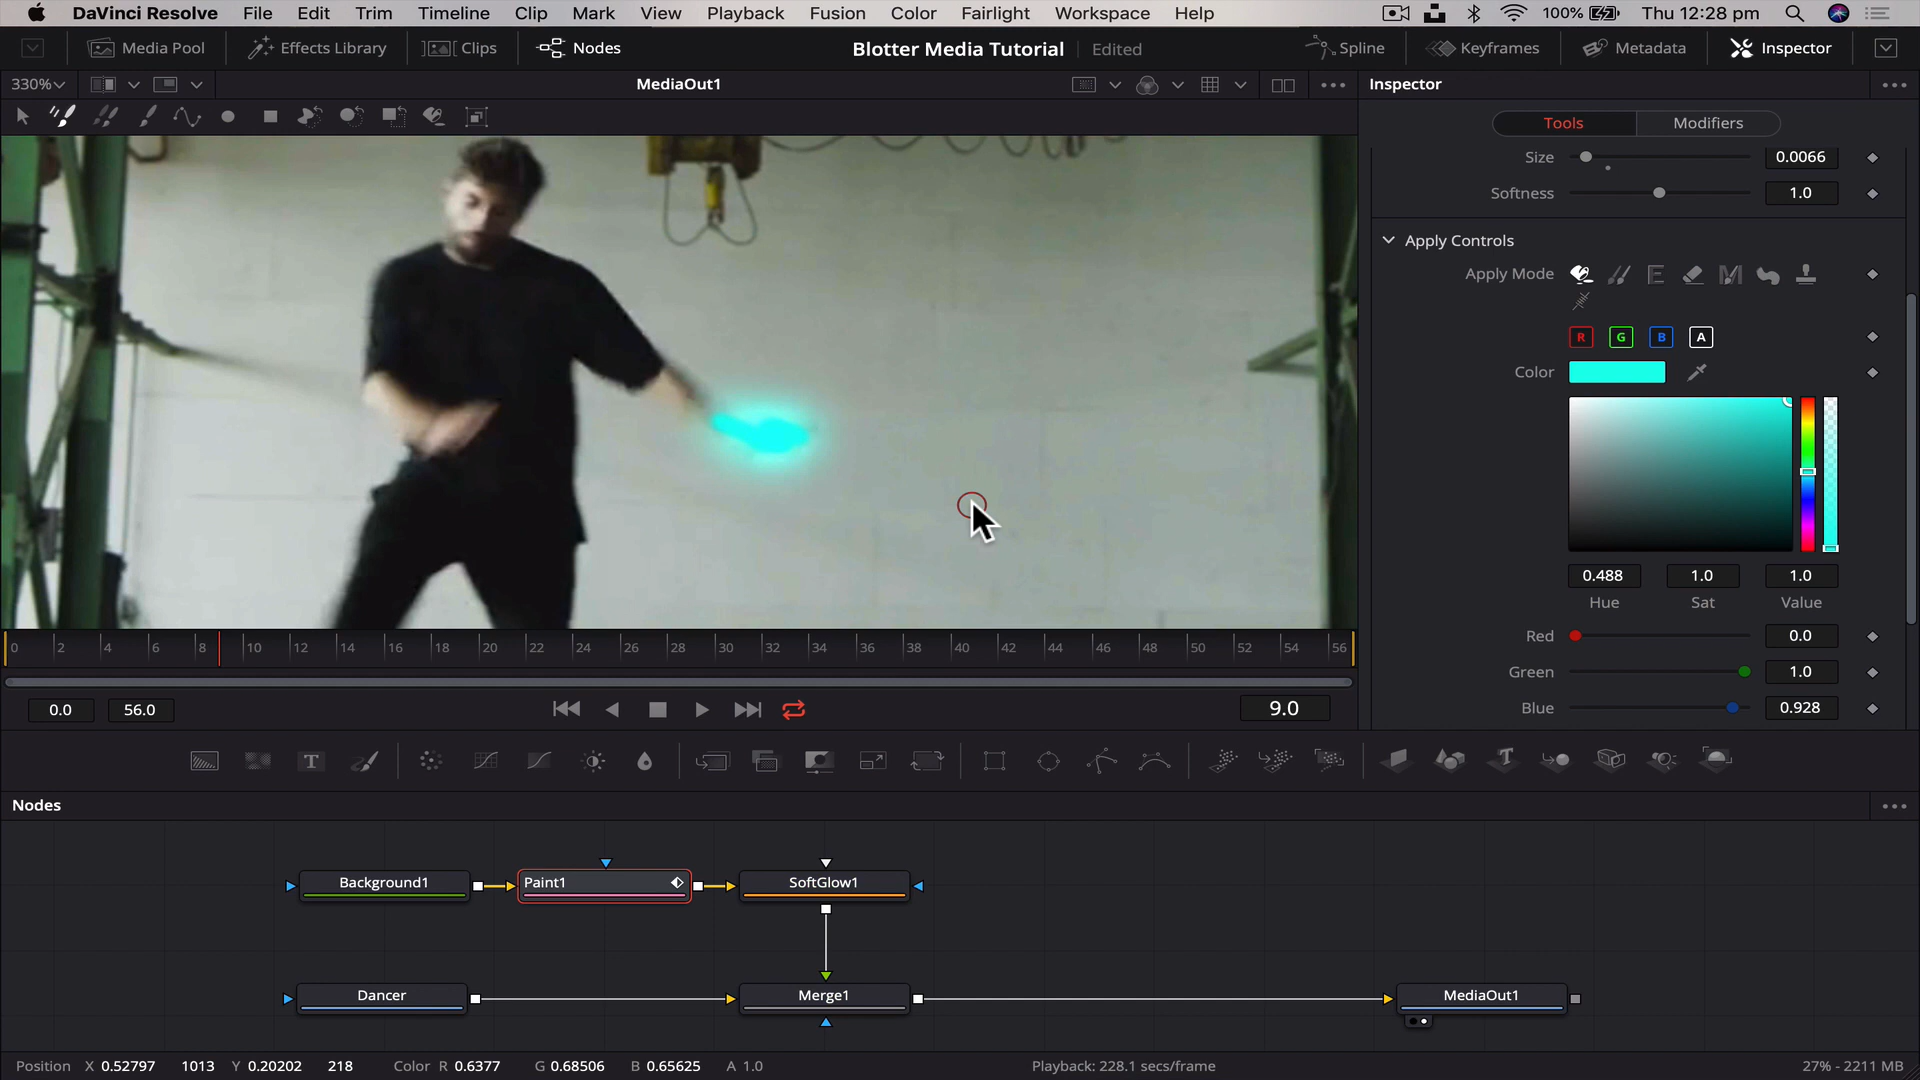 DaVinci Resolve File Edit Trim Timeline Clip Mark View Playback Fusion Color Fairlight Workspace Help 100% Thu 12:28 pm
Media Pool Effects Library Clips Nodes Blotter Media Tutorial Edited Spline Keyframes Metadata Inspector
330% MediaOut1 Inspector
Tools Modifiers
Size 0.0066
Softness 1.0
Apply Controls
Apply Mode
R G B A
Color
0.488 1.0 1.0
Hue Sat Value
Red 0.0
Green 1.0
Blue 0.928
0 2 4 6 8 10 12 14 16 18 20 22 24 26 28 30 32 34 36 38 40 42 44 46 48 50 52 54 56
0.0 56.0 9.0
T T
Nodes
Background1 Paint1 SoftGlow1
Dancer Merge1 MediaOut1
Position X 0.52797 1013 Y 0.20202 218 Color R 0.6377 G 0.68506 B 0.65625 A 1.0 Playback: 228.1 secs/frame 27% - 2211 MB